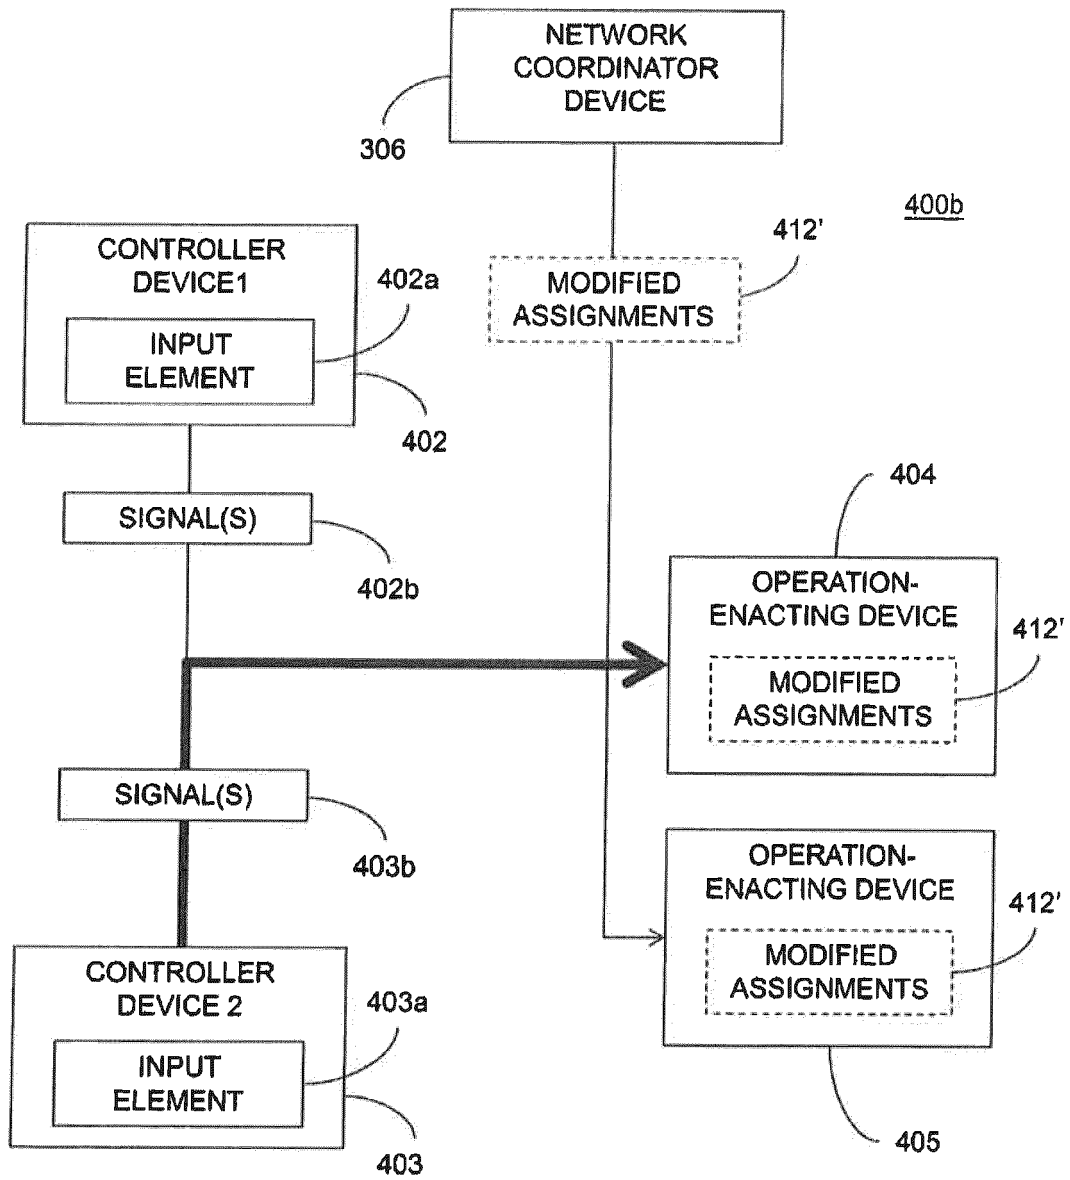 NETWORK
COORDINATOR
DEVICE
306
400b
412'
CONTROLLER
DEVICE1
402a
MODIFIED
ASSIGNMENTS
INPUT
ELEMENT
402
404
SIGNAL(S)
402b
OPERATION-
ENACTING DEVICE
412'
MODIFIED
ASSIGNMENTS
SIGNAL(S)
403b
OPERATION-
ENACTING DEVICE
412'
MODIFIED
ASSIGNMENTS
CONTROLLER
DEVICE 2
403a
INPUT
ELEMENT
405
403